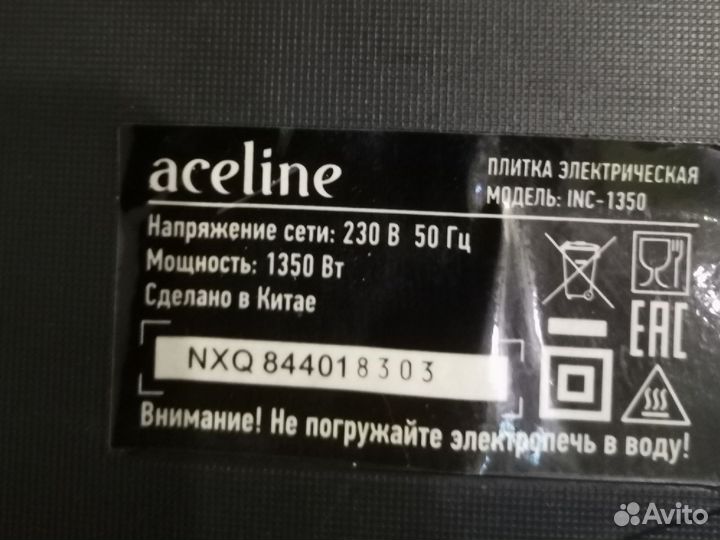 aceline
ПЛИТКА ЭЛЕКТРИЧЕСКАЯ
МОДЕЛЬ: INC-1350
Напряжение сети: 230 В 50 Гц
Мощность: 1350 Вт
Сделано в Китае
EAC
NXQ 844018303
Внимание! Не погружайте электропечь в воду!
Avito